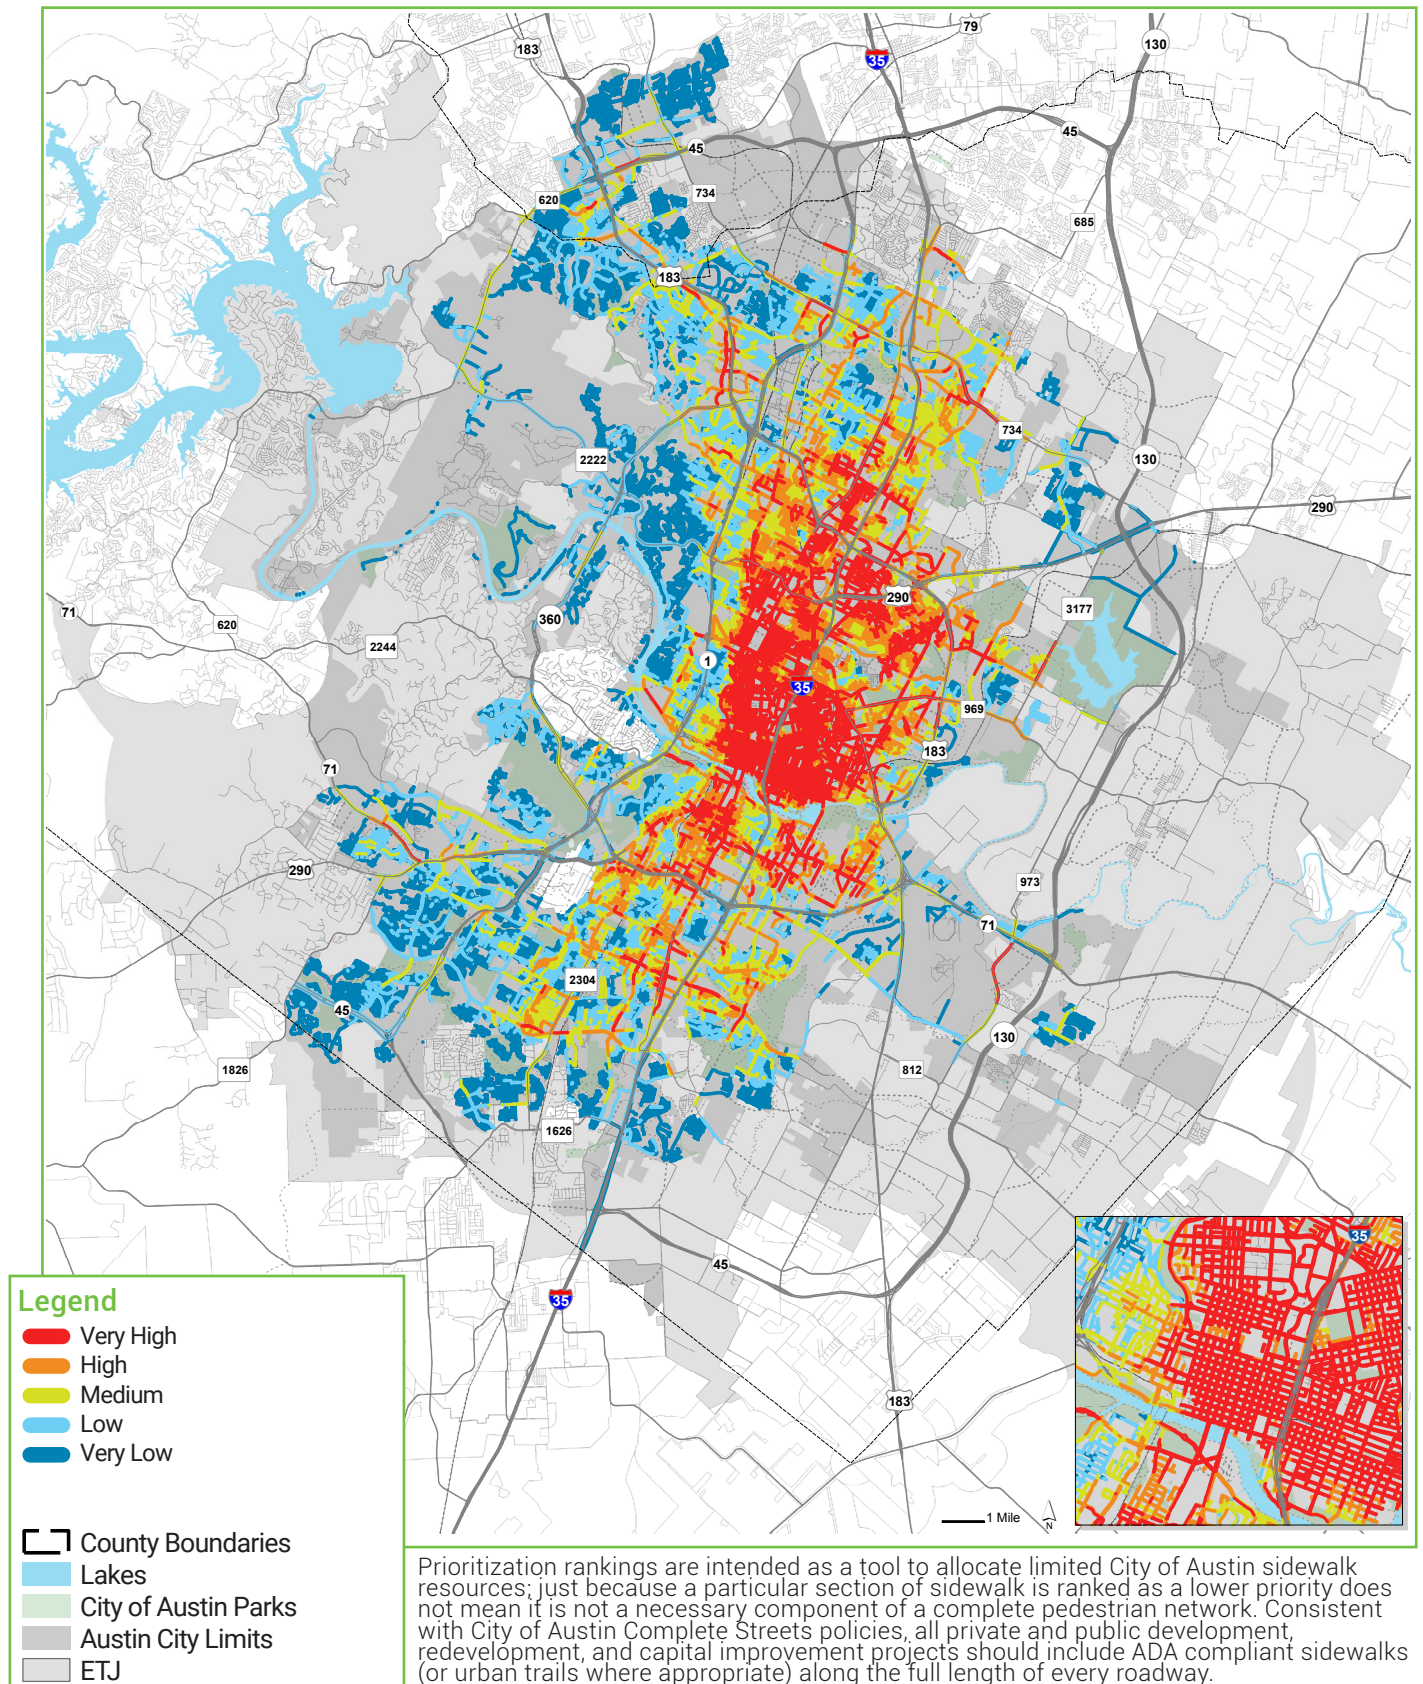 183
79
35
130
45
45
620
734
685
183
2222
734
130
290
71
620
2244
360
290
3177
1
35
969
183
71
290
973
71
2304
45
130
1826
812
1626
45
35
183
35
1 Mile
N
Legend
Very High
High
Medium
Low
Very Low
County Boundaries
Lakes
City of Austin Parks
Austin City Limits
ETJ
Prioritization rankings are intended as a tool to allocate limited City of Austin sidewalk
resources; just because a particular section of sidewalk is ranked as a lower priority does
not mean it is not a necessary component of a complete pedestrian network. Consistent
with City of Austin Complete Streets policies, all private and public development,
redevelopment, and capital improvement projects should include ADA compliant sidewalks
(or urban trails where appropriate) along the full length of every roadway.